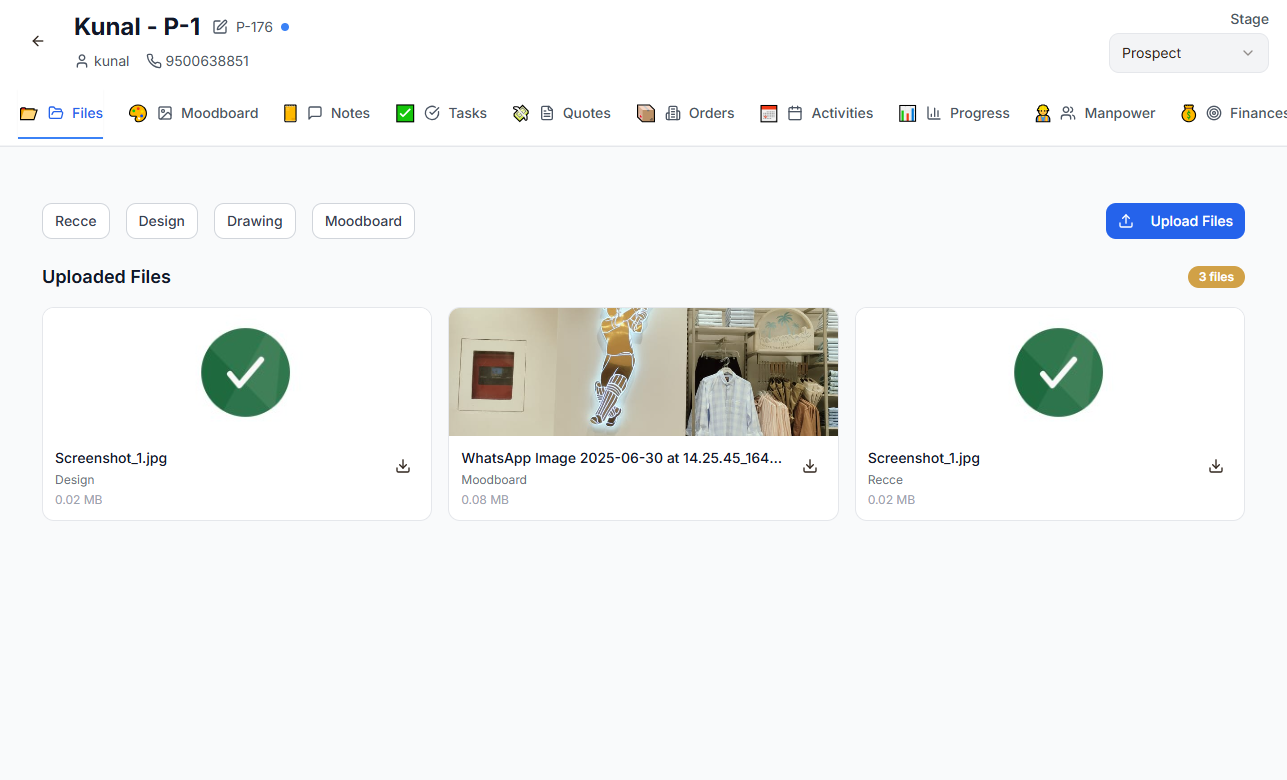 Kunal - P-1 P-176
kunal 9500638851
Stage
Prospect
Files Moodboard Notes Tasks Quotes Orders Activities Progress Manpower Finances
Recce Design Drawing Moodboard Upload Files
Uploaded Files 3 files
Screenshot_1.jpg
Design
0.02 MB
WhatsApp Image 2025-06-30 at 14.25.45_164...
Moodboard
0.08 MB
Screenshot_1.jpg
Recce
0.02 MB